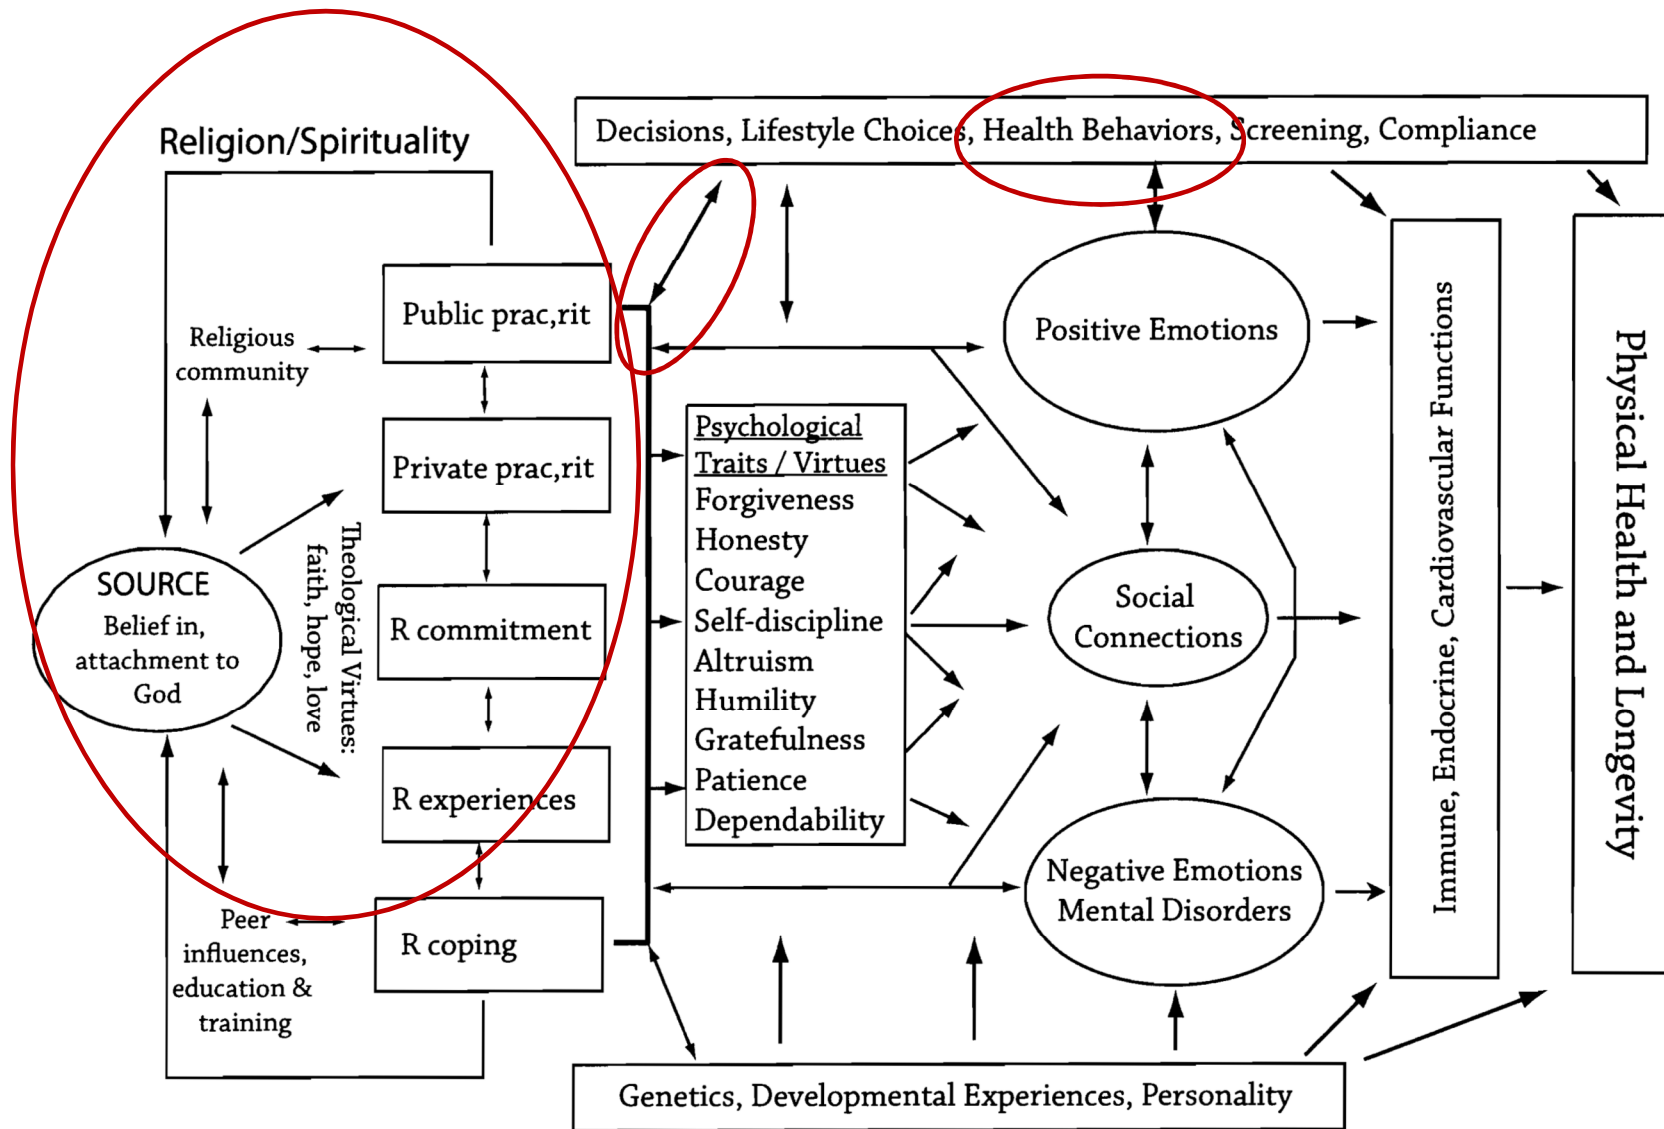 Religion/Spirituality
Decisions, Lifestyle Choices, Health Behaviors, Screening, Compliance
Public prac,rit
Religious
community
Private prac,rit
Theological Virtues:
faith, hope, love
SOURCE
Belief in,
attachment to
God
R commitment
R experiences
Peer
influences,
education &
training
R coping
Psychological
Traits / Virtues
Forgiveness
Honesty
Courage
Self-discipline
Altruism
Humility
Gratefulness
Patience
Dependability
Positive Emotions
Social
Connections
Negative Emotions
Mental Disorders
Immune, Endocrine, Cardiovascular Functions
Physical Health and Longevity
Genetics, Developmental Experiences, Personality